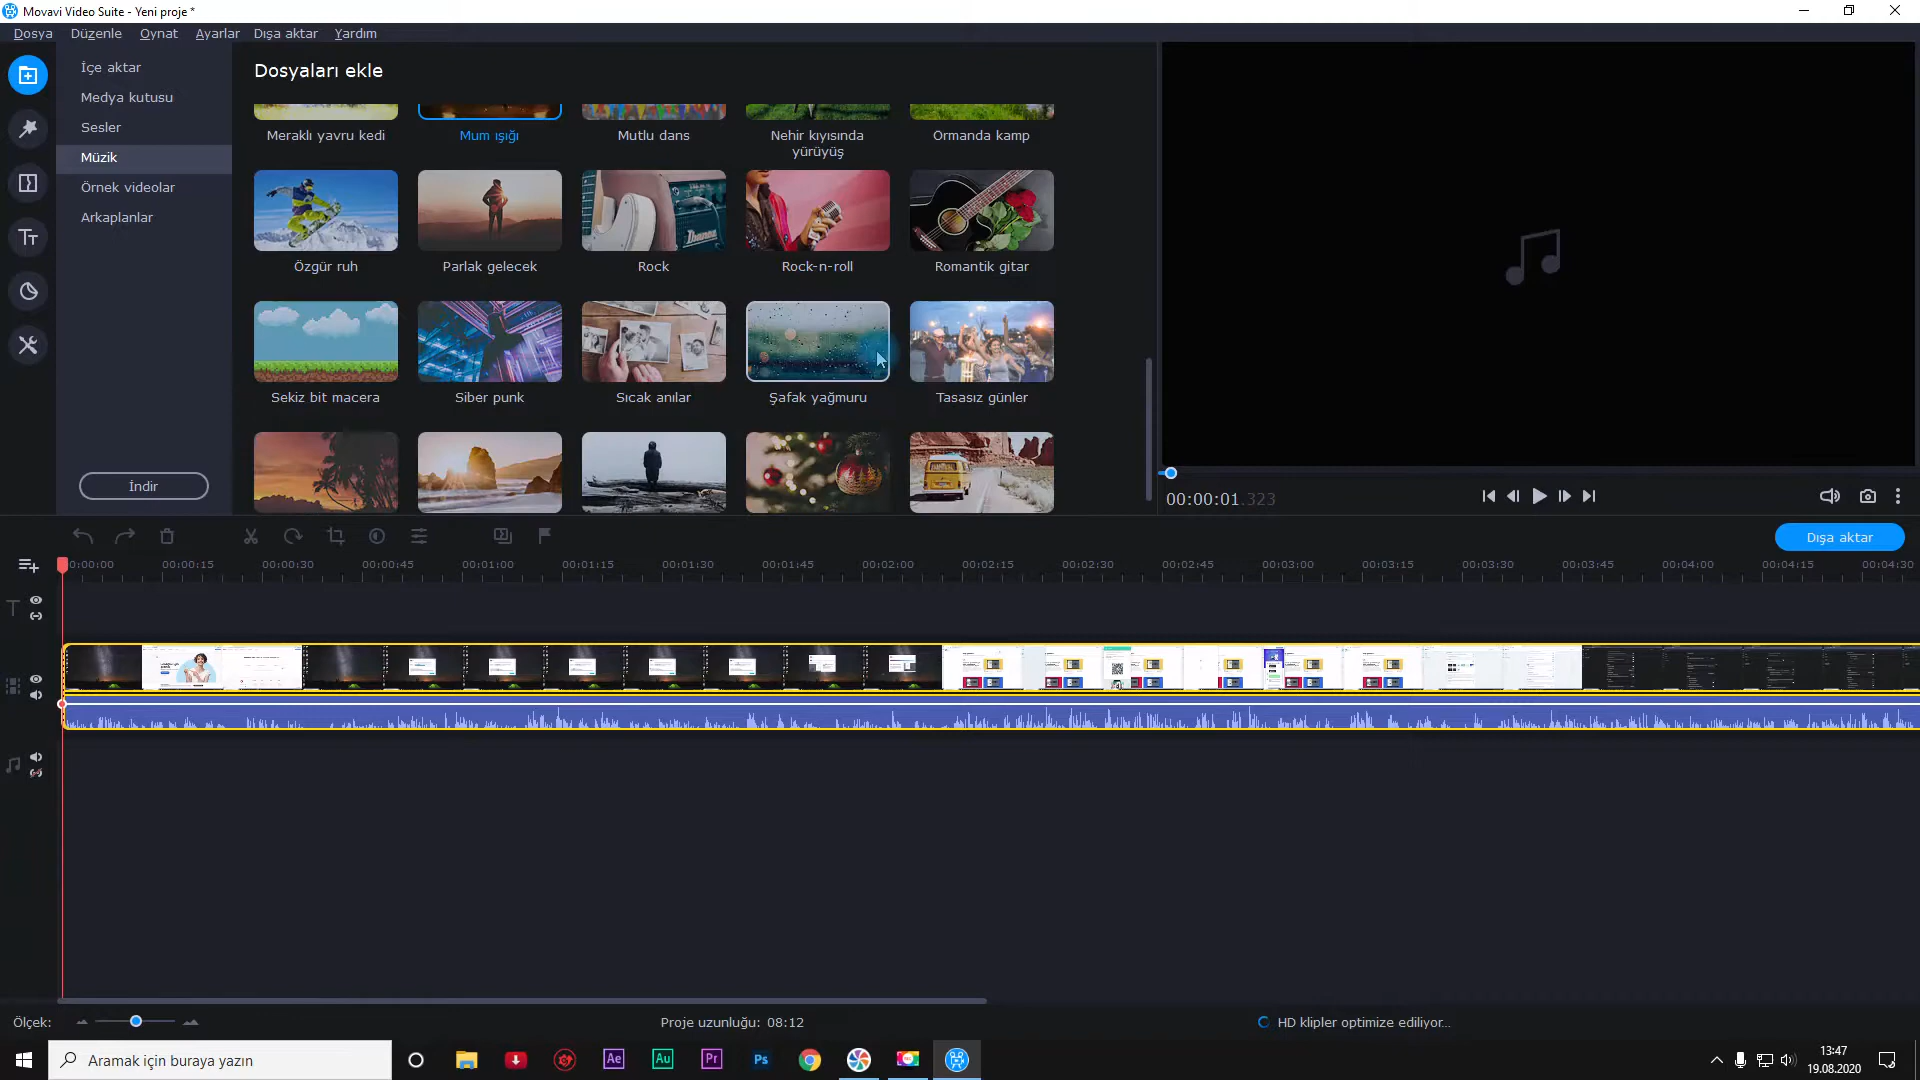 Movavi Video Suite - Yeni proje *
Dosya Düzenle Oynat Ayarlar Dışa aktar Yardım
İçe aktar
Medya kutusu
Sesler
Müzik
Örnek videolar
Arkaplanlar
İndir
Dosyaları ekle
Meraklı yavru kedi
Mum ışığı
Mutlu dans
Nehir kıyısında
yürüyüş
Ormanda kamp
Özgür ruh
Parlak gelecek
Rock
Rock-n-roll
Romantik gitar
Sekiz bit macera
Siber punk
Sıcak anılar
Şafak yağmuru
Tasasız günler
00:00:01.323
Dışa aktar
0:00:00 00:00:15 00:00:30 00:00:45 00:01:00 00:01:15 00:01:30 00:01:45 00:02:00 00:02:15 00:02:30 00:02:45 00:03:00 00:03:15 00:03:30 00:03:45 00:04:00 00:04:15 00:04:30
Ölçek:
Proje uzunluğu: 08:12
HD klipler optimize ediliyor...
Aramak için buraya yazın
Ae
Au
Pr
Ps
13:47
19.08.2020